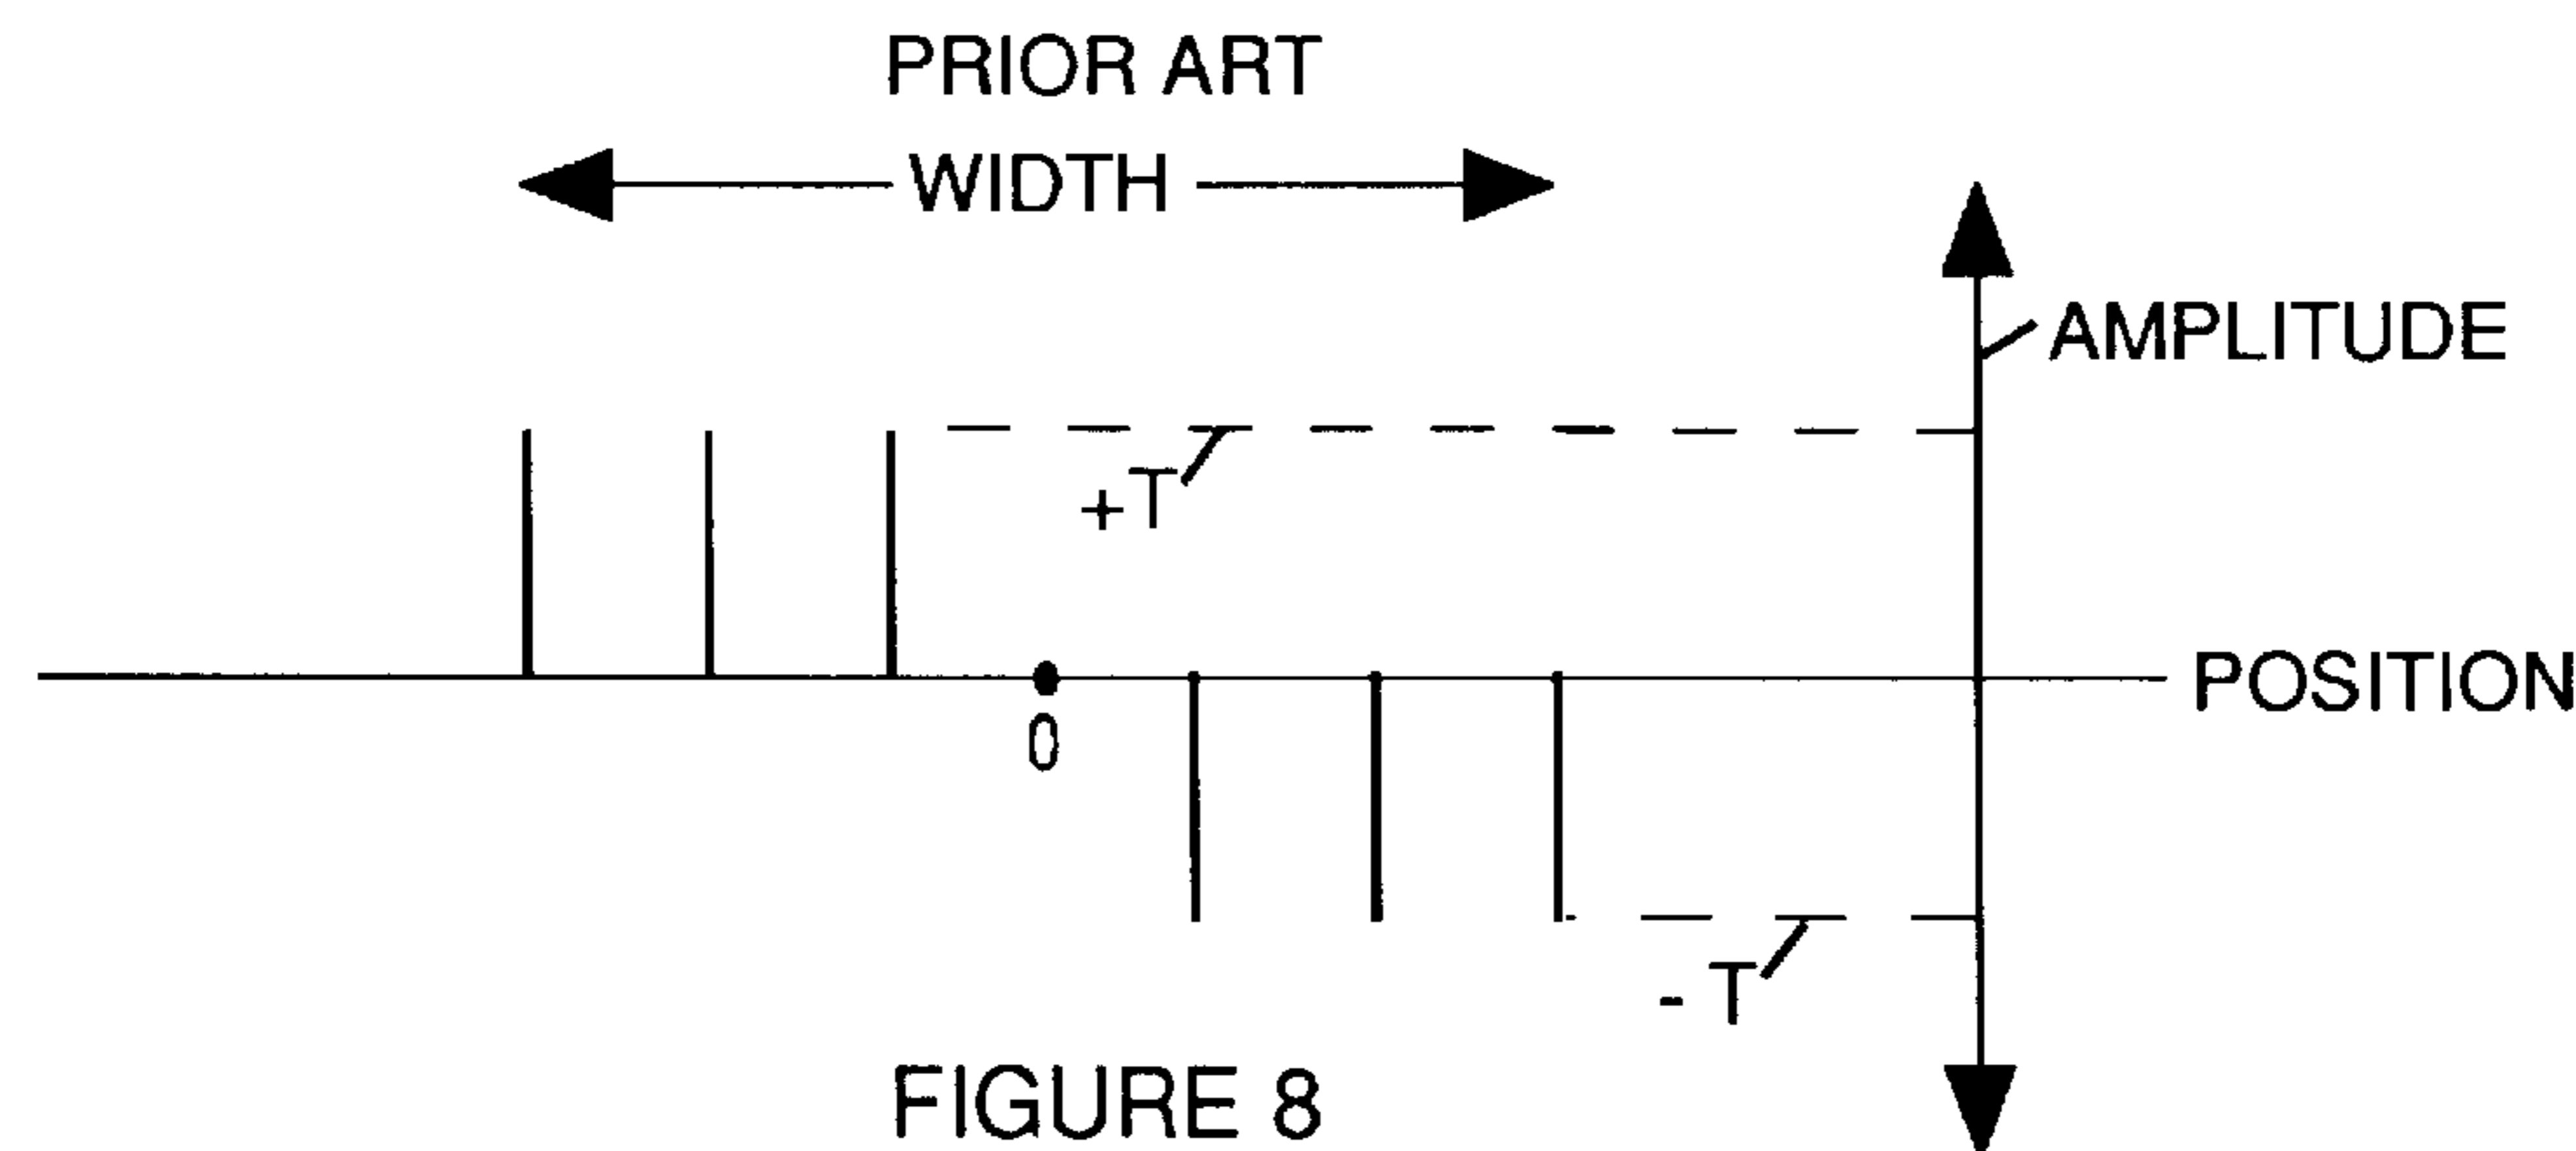 PRIOR ART
WIDTH
AMPLITUDE
+T
POSITION
0
- T
FIGURE 8